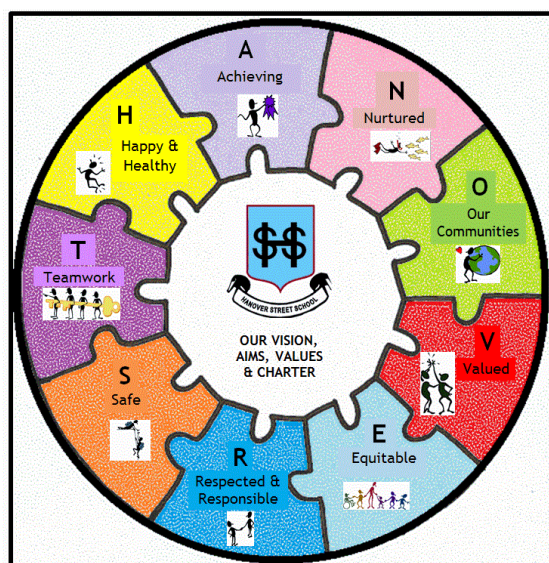 H
Happy &
Healthy
A
Achieving
N
Nurtured
O
Our
Communities
V
Valued
E
Equitable
R
Respected &
Responsible
S
Safe
T
Teamwork
HANOVER STREET SCHOOL
OUR VISION,
AIMS, VALUES
& CHARTER